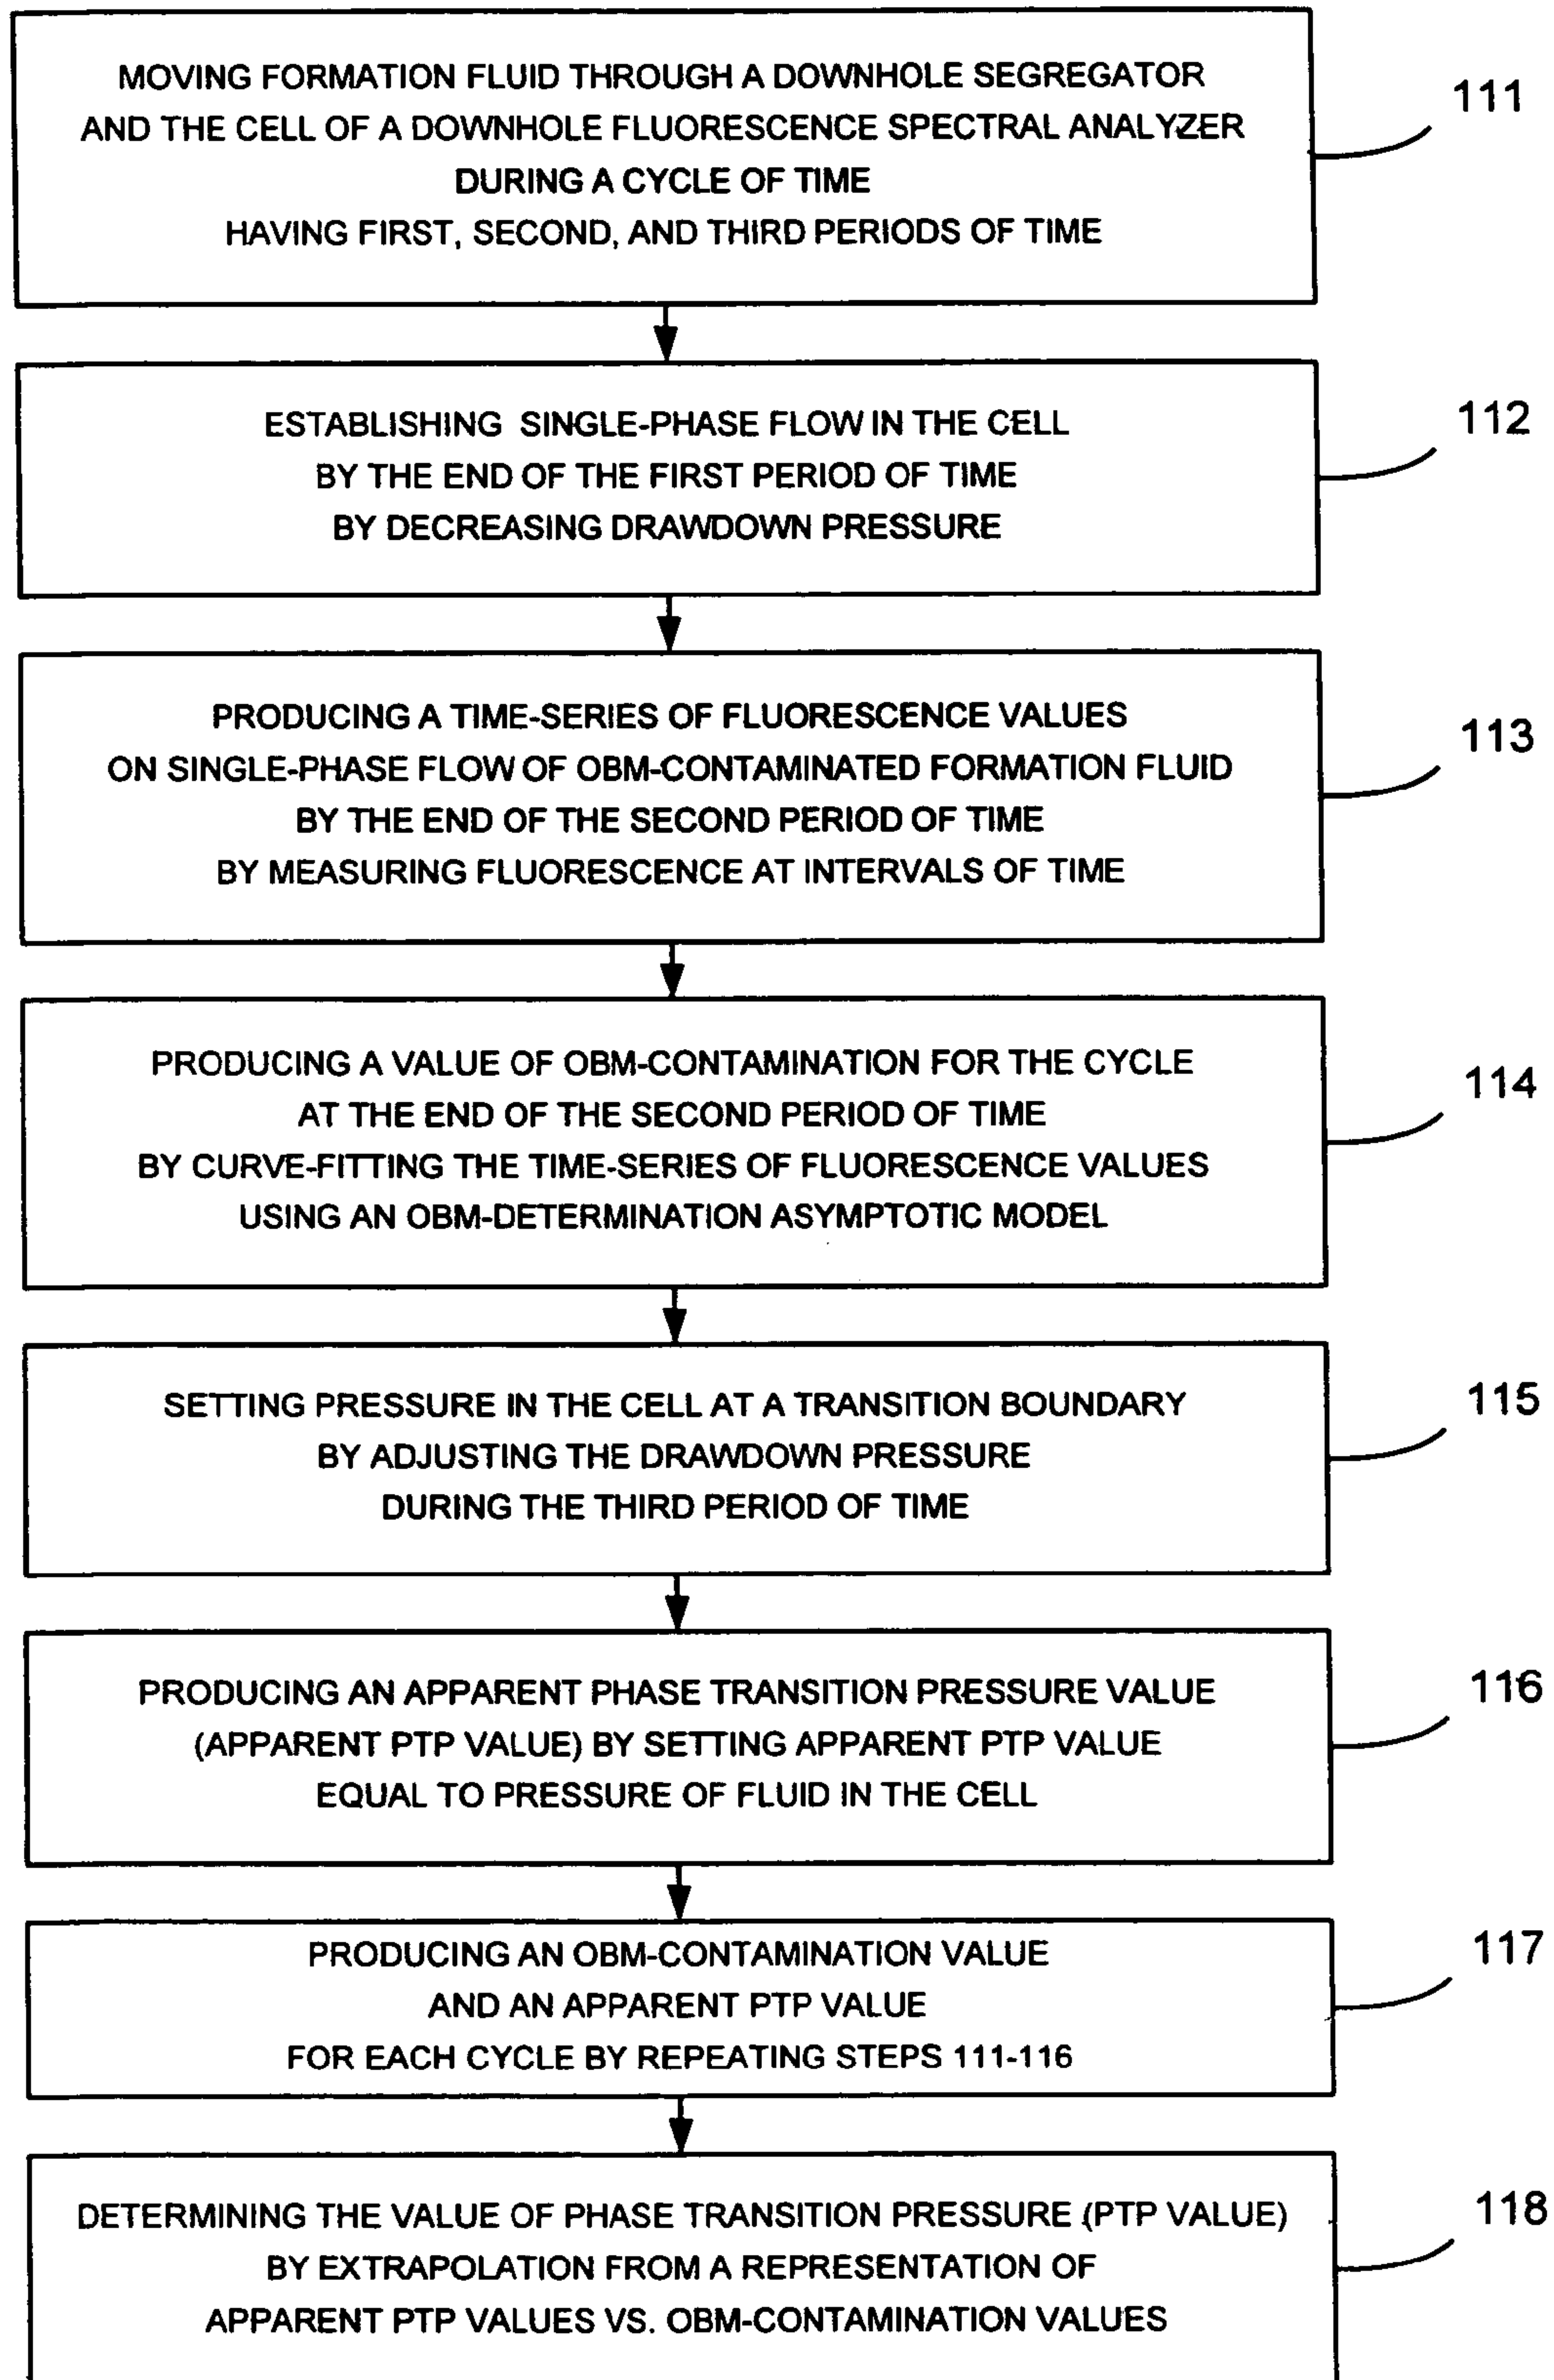 MOVING FORMATION FLUID THROUGH A DOWNHOLE SEGREGATOR
AND THE CELL OF A DOWNHOLE FLUORESCENCE SPECTRAL ANALYZER
DURING A CYCLE OF TIME
HAVING FIRST, SECOND, AND THIRD PERIODS OF TIME
111
ESTABLISHING SINGLE-PHASE FLOW IN THE CELL
BY THE END OF THE FIRST PERIOD OF TIME
BY DECREASING DRAWDOWN PRESSURE
112
PRODUCING A TIME-SERIES OF FLUORESCENCE VALUES
ON SINGLE-PHASE FLOW OF OBM-CONTAMINATED FORMATION FLUID
BY THE END OF THE SECOND PERIOD OF TIME
BY MEASURING FLUORESCENCE AT INTERVALS OF TIME
113
PRODUCING A VALUE OF OBM-CONTAMINATION FOR THE CYCLE
AT THE END OF THE SECOND PERIOD OF TIME
BY CURVE-FITTING THE TIME-SERIES OF FLUORESCENCE VALUES
USING AN OBM-DETERMINATION ASYMPTOTIC MODEL
114
SETTING PRESSURE IN THE CELL AT A TRANSITION BOUNDARY
BY ADJUSTING THE DRAWDOWN PRESSURE
DURING THE THIRD PERIOD OF TIME
115
PRODUCING AN APPARENT PHASE TRANSITION PRESSURE VALUE
(APPARENT PTP VALUE) BY SETTING APPARENT PTP VALUE
EQUAL TO PRESSURE OF FLUID IN THE CELL
116
PRODUCING AN OBM-CONTAMINATION VALUE
AND AN APPARENT PTP VALUE
FOR EACH CYCLE BY REPEATING STEPS 111-116
117
DETERMINING THE VALUE OF PHASE TRANSITION PRESSURE (PTP VALUE)
BY EXTRAPOLATION FROM A REPRESENTATION OF
APPARENT PTP VALUES VS. OBM-CONTAMINATION VALUES
118